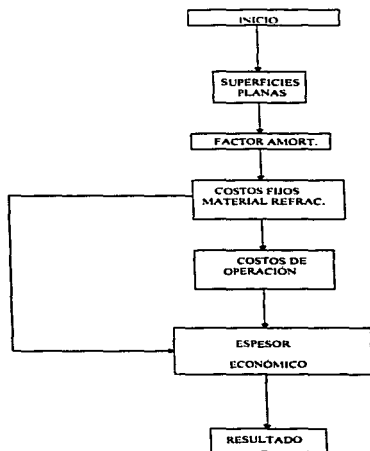 INICIO
SUPERFICIES
PLANAS
FACTOR AMORT.
COSTOS FIJOS
MATERIAL REFRAC.
COSTOS DE
OPERACIÓN
ESPESOR
ECONÓMICO
RESULTADO